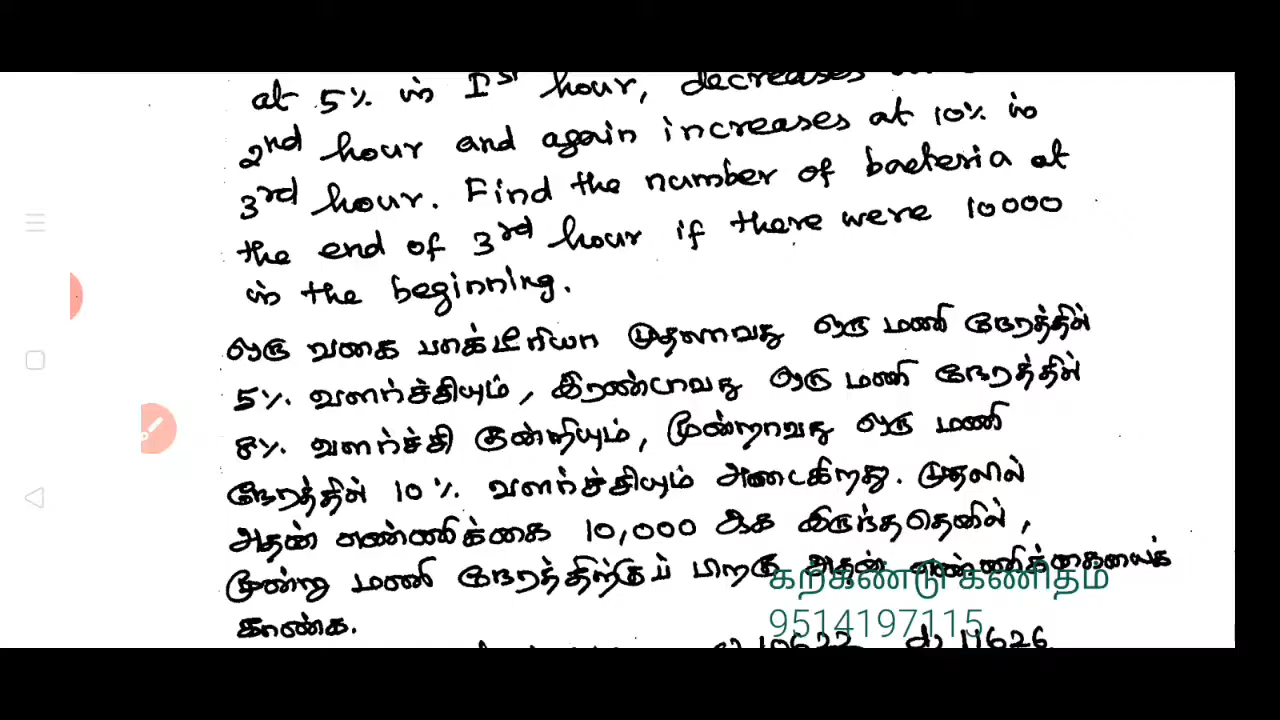 at 5% in Ist hour, decreases
2nd hour and again increases at 10% in
3rd hour. Find the number of bacteria at
the end of 3rd hour if there were 10000
in the beginning.
ஒரு வகை பாக்டீரியா முதலாவது ஒரு மணி நேரத்தில்
5% வளர்ச்சியும், இரண்டாவது ஒரு மணி நேரத்தில்
8% வளர்ச்சி குன்றியும், மூன்றாவது ஒரு மணி
நேரத்தில் 10% வளர்ச்சியும் அடைகிறது. முதலில்
அதன் எண்ணிக்கை 10,000 ஆக இருந்ததெனில்,
மூன்று மணி நேரத்திற்குப் பிறகு அதன் எண்ணிக்கையைக்
காண்க.
கற்கண்டு கணிதம்
9514197115
c) 10622 d) 11626